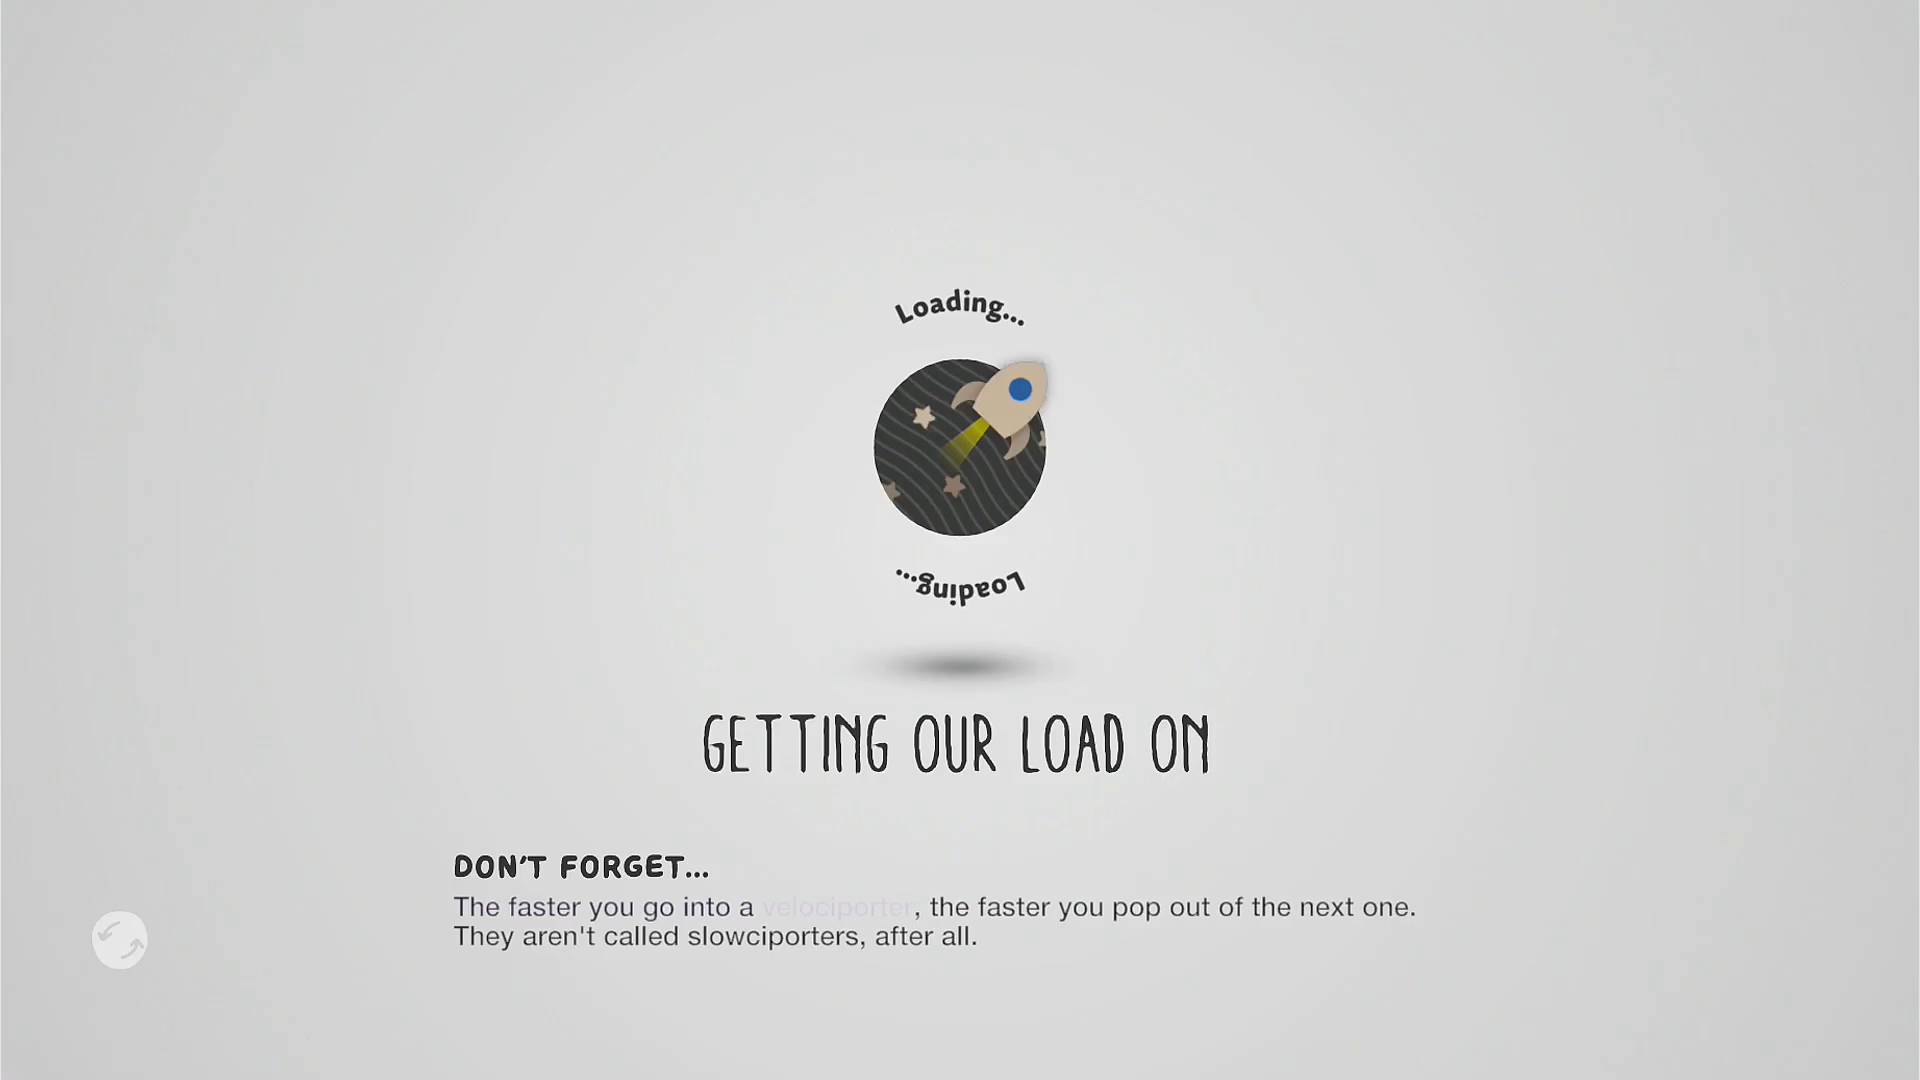 Loading...
Loading...
GETTING OUR LOAD ON
DON'T FORGET...
The faster you go into a velociporter, the faster you pop out of the next one.
They aren't called slowciporters, after all.